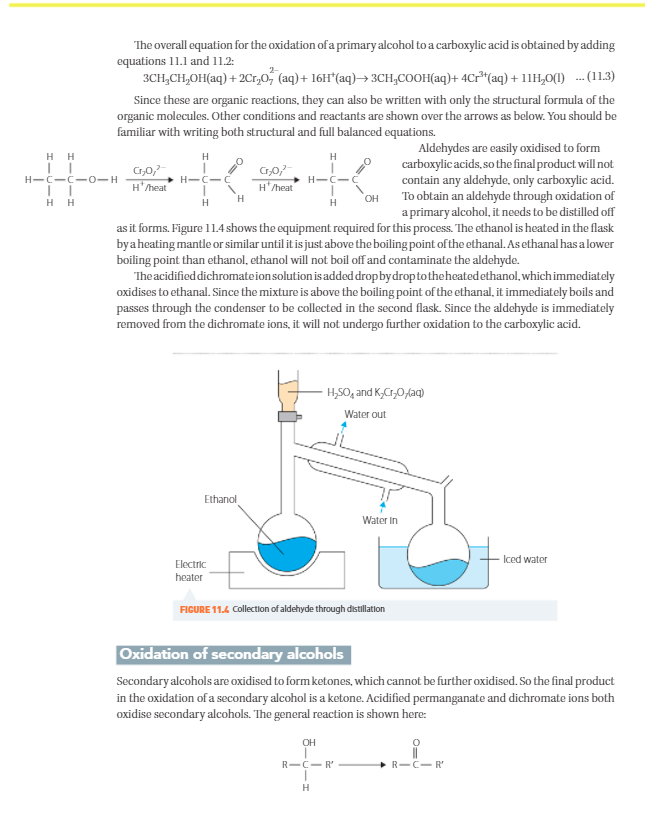 The overall equation for the oxidation of a primary alcohol to a carboxylic acid is obtained by adding
equations 11.1 and 11.2:
3CH₃CH₂OH(aq) + 2Cr₂O₇²⁻(aq) + 16H⁺(aq) → 3CH₃COOH(aq) + 4Cr³⁺(aq) + 11H₂O(l) ... (11.3)
Since these are organic reactions, they can also be written with only the structural formula of the
organic molecules. Other conditions and reactants are shown over the arrows as below. You should be
familiar with writing both structural and full balanced equations.
H H
H—C—C—O—H
H H
Cr₂O₇²⁻
H⁺/heat
H O
H—C—C
H H
Cr₂O₇²⁻
H⁺/heat
H O
H—C—C
H OH
Aldehydes are easily oxidised to form
carboxylic acids, so the final product will not
contain any aldehyde, only carboxylic acid.
To obtain an aldehyde through oxidation of
a primary alcohol, it needs to be distilled off
as it forms. Figure 11.4 shows the equipment required for this process. The ethanol is heated in the flask
by a heating mantle or similar until it is just above the boiling point of the ethanal. As ethanal has a lower
boiling point than ethanol, ethanol will not boil off and contaminate the aldehyde.
The acidified dichromate ion solution is added drop by drop to the heated ethanol, which immediately
oxidises to ethanal. Since the mixture is above the boiling point of the ethanal, it immediately boils and
passes through the condenser to be collected in the second flask. Since the aldehyde is immediately
removed from the dichromate ions, it will not undergo further oxidation to the carboxylic acid.
H₂SO₄ and K₂Cr₂O₇(aq)
Water out
Ethanol
Water in
Electric
heater
Iced water
FIGURE 11.4 Collection of aldehyde through distillation
Oxidation of secondary alcohols
Secondary alcohols are oxidised to form ketones, which cannot be further oxidised. So the final product
in the oxidation of a secondary alcohol is a ketone. Acidified permanganate and dichromate ions both
oxidise secondary alcohols. The general reaction is shown here:
OH O
R—C—R′ → R—C—R′
H